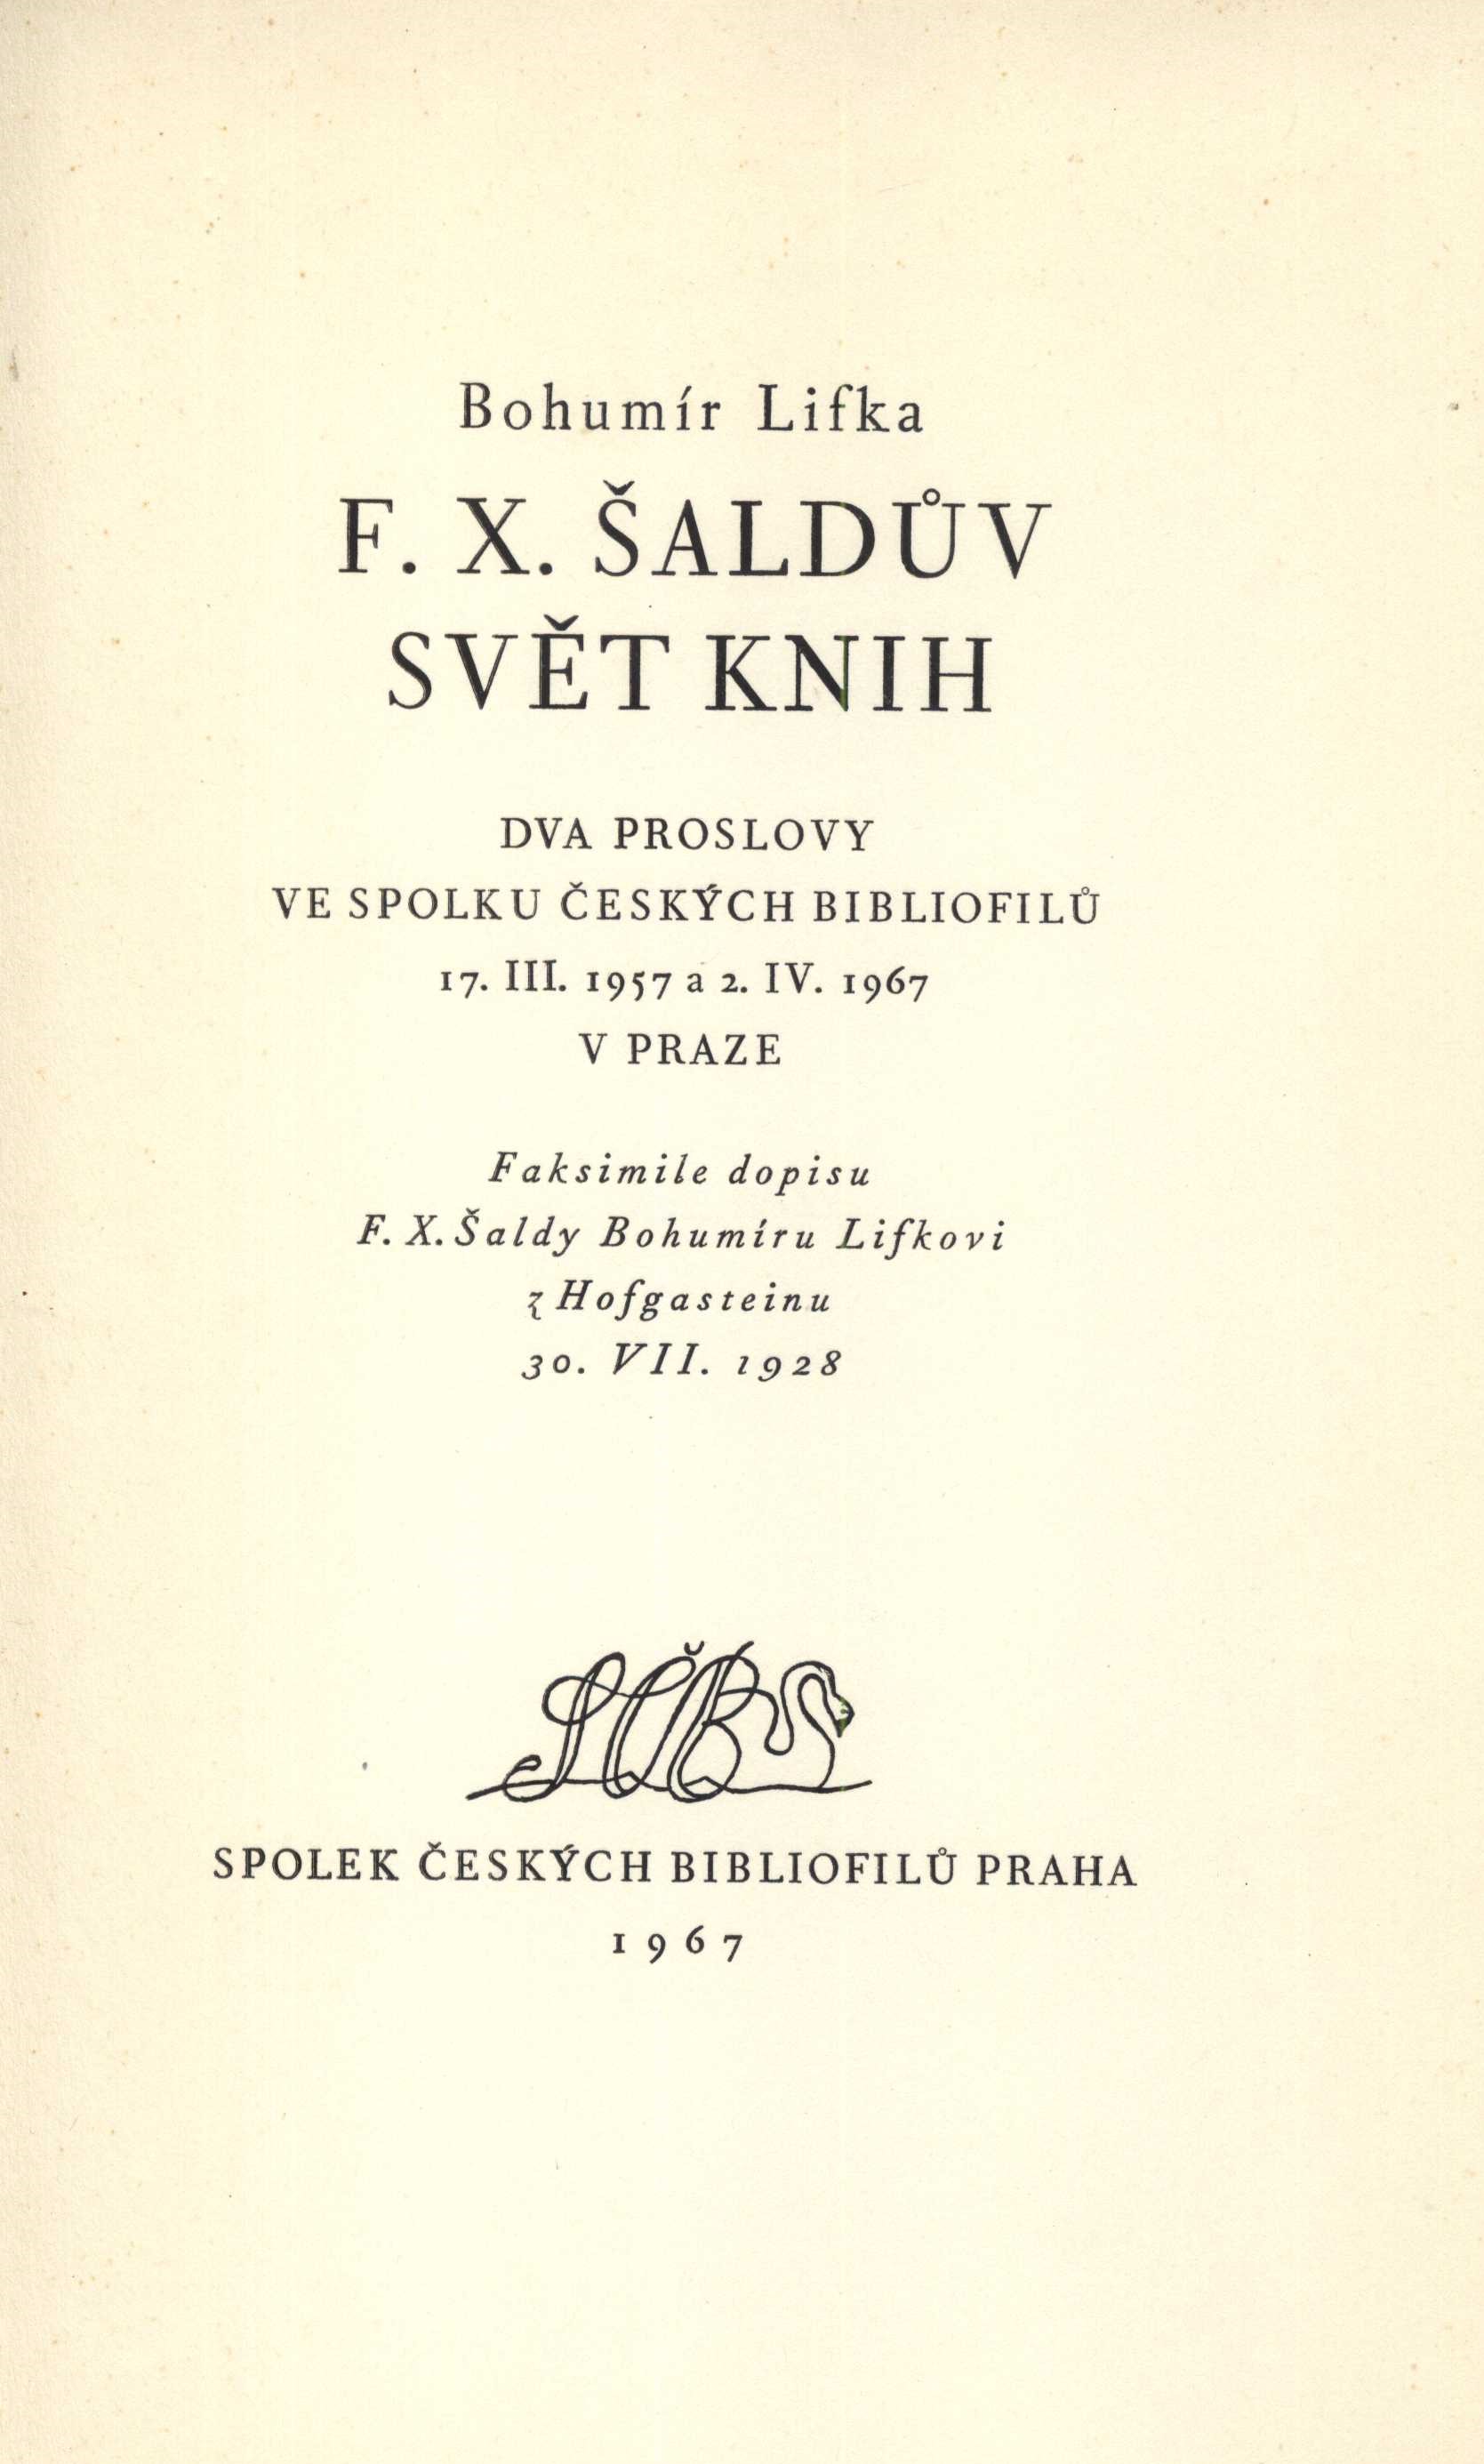 Bohumír Lifka
F. X. ŠALDŮV
SVĚT KNIH
DVA PROSLOVY
VE SPOLKU ČESKÝCH BIBLIOFILŮ
17. III. 1957 a 2. IV. 1967
V PRAZE
Faksimile dopisu
F. X. Šaldy Bohumíru Lifkovi
z Hofgasteinu
30. VII. 1928
SČB
SPOLEK ČESKÝCH BIBLIOFILŮ PRAHA
1967